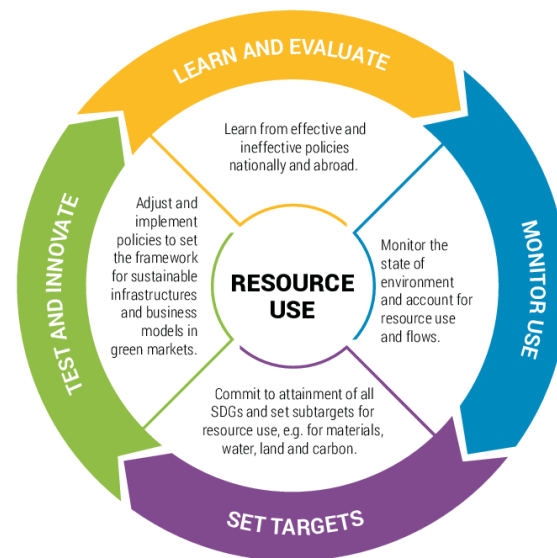 LEARN AND EVALUATE
Learn from effective and
ineffective policies
nationally and abroad.
MONITOR USE
Monitor the
state of
environment
and account for
resource use
and flows.
SET TARGETS
Commit to attainment of all
SDGs and set subtargets for
resource use, e.g. for materials,
water, land and carbon.
TEST AND INNOVATE
Adjust and
implement
policies to set
the framework
for sustainable
infrastructures
and business
models in
green markets.
RESOURCE
USE